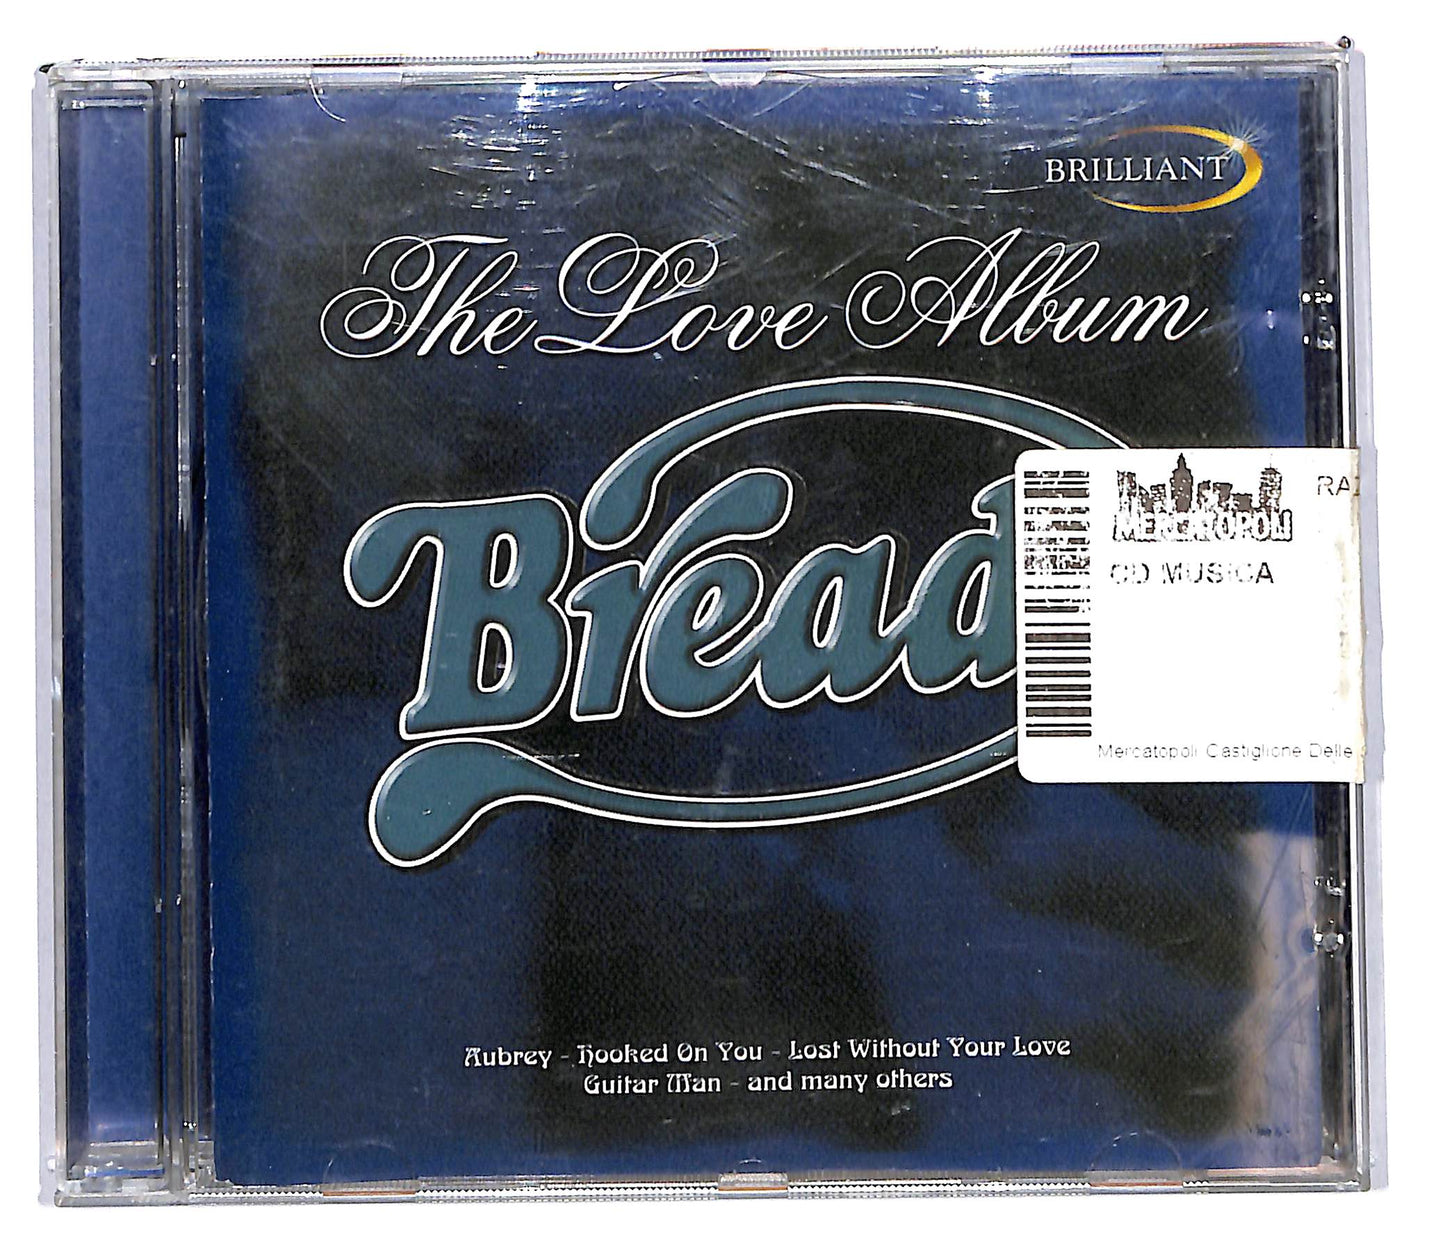 BRILLIANT
The Love Album
Bread
MERCATOPOLI
CD MUSICA
Mercatopoli Castiglione Delle
Aubrey - Hooked On You - Lost Without Your Love
Guitar Man - and many others